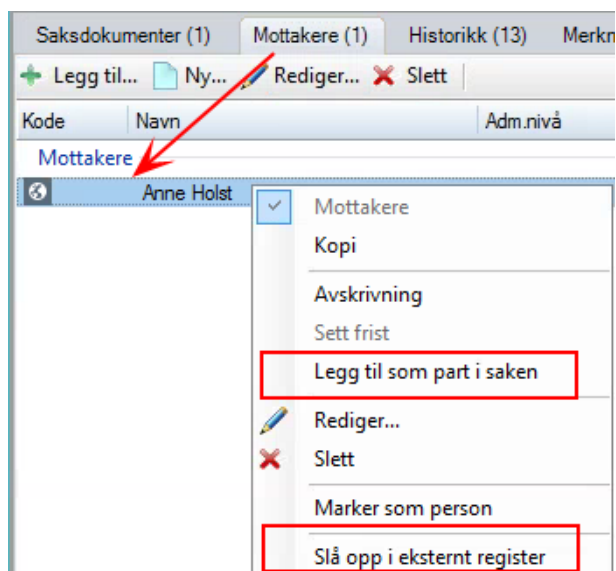 Saksdokumenter (1) Mottakere (1) Historikk (13)
Legg til... Ny... Rediger... Slett
Kode Navn Adm.nivå
Mottakere
Anne Holst
Mottakere
Kopi
Avskrivning
Sett frist
Legg til som part i saken
Rediger...
Slett
Marker som person
Slå opp i eksternt register